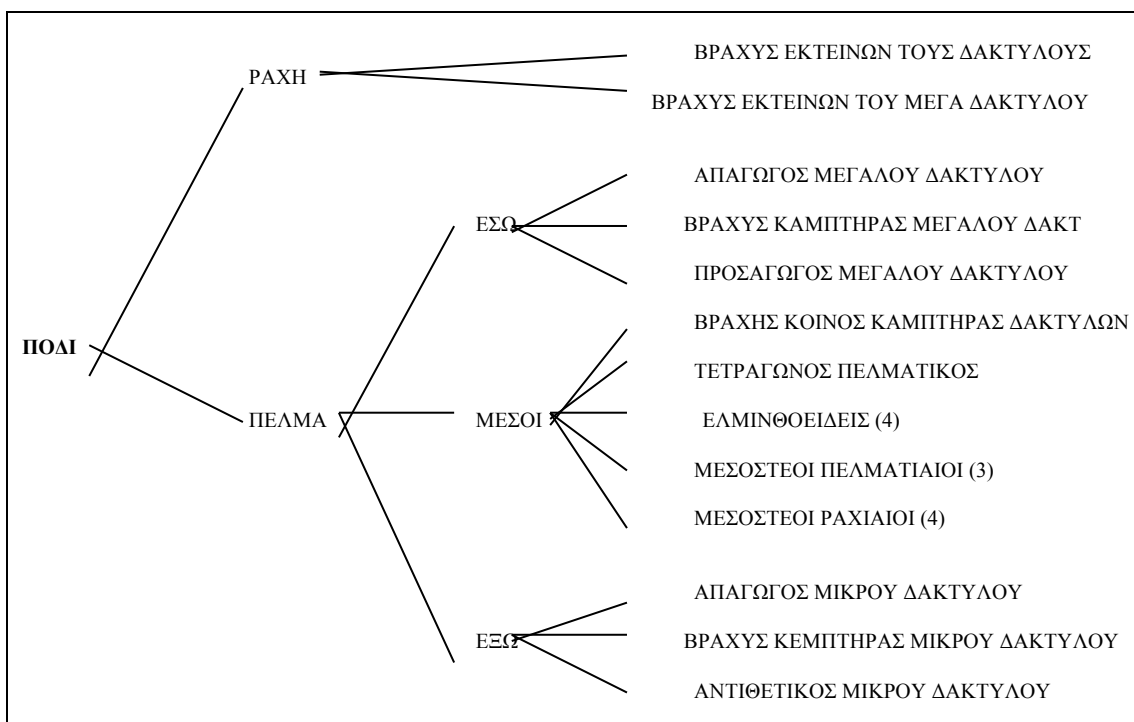 ΒΡΑΧΥΣ ΕΚΤΕΙΝΩΝ ΤΟΥΣ ΔΑΚΤΥΛΟΥΣ
ΡΑΧΗ
ΒΡΑΧΥΣ ΕΚΤΕΙΝΩΝ ΤΟΥ ΜΕΓΑ ΔΑΚΤΥΛΟΥ
ΑΠΑΓΩΓΟΣ ΜΕΓΑΛΟΥ ΔΑΚΤΥΛΟΥ
ΕΣΩ
ΒΡΑΧΥΣ ΚΑΜΠΤΗΡΑΣ ΜΕΓΑΛΟΥ ΔΑΚΤ
ΠΡΟΣΑΓΩΓΟΣ ΜΕΓΑΛΟΥ ΔΑΚΤΥΛΟΥ
ΒΡΑΧΗΣ ΚΟΙΝΟΣ ΚΑΜΠΤΗΡΑΣ ΔΑΚΤΥΛΩΝ
ΠΟΔΙ
ΤΕΤΡΑΓΩΝΟΣ ΠΕΛΜΑΤΙΚΟΣ
ΠΕΛΜΑ
ΜΕΣΟΙ
ΕΛΜΙΝΘΟΕΙΔΕΙΣ (4)
ΜΕΣΟΣΤΕΟΙ ΠΕΛΜΑΤΙΑΙΟΙ (3)
ΜΕΣΟΣΤΕΟΙ ΡΑΧΙΑΙΟΙ (4)
ΑΠΑΓΩΓΟΣ ΜΙΚΡΟΥ ΔΑΚΤΥΛΟΥ
ΕΞΩ
ΒΡΑΧΥΣ ΚΕΜΠΤΗΡΑΣ ΜΙΚΡΟΥ ΔΑΚΤΥΛΟΥ
ΑΝΤΙΘΕΤΙΚΟΣ ΜΙΚΡΟΥ ΔΑΚΤΥΛΟΥ